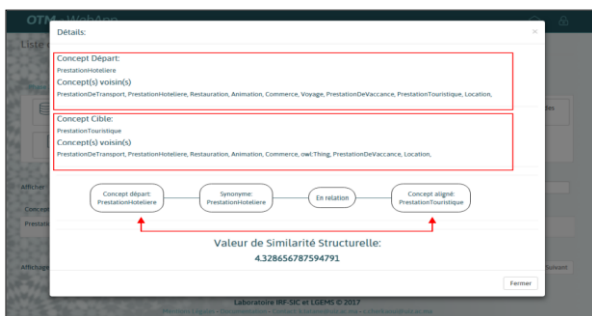 OTM - WebApp
Détails:
×
Liste
Concept Départ:
PrestationHoteliere
Concept(s) voisin(s)
PrestationDeTransport, PrestationHoteliere, Restauration, Animation, Commerce, Voyage, PrestationDeVaccance, PrestationTouristique, Location,
Concept Cible:
PrestationTouristique
Concept(s) voisin(s)
PrestationDeTransport, PrestationHoteliere, Restauration, Animation, Commerce, owl:Thing, PrestationDeVaccance, Location,
Afficher
Concept départ:
PrestationHoteliere
Synonyme:
PrestationHoteliere
En relation
Concept aligné:
PrestationTouristique
Valeur de Similarité Structurelle:
4.328656787594791
Fermer
Laboratoire IRF-SIC et LGEMS © 2017